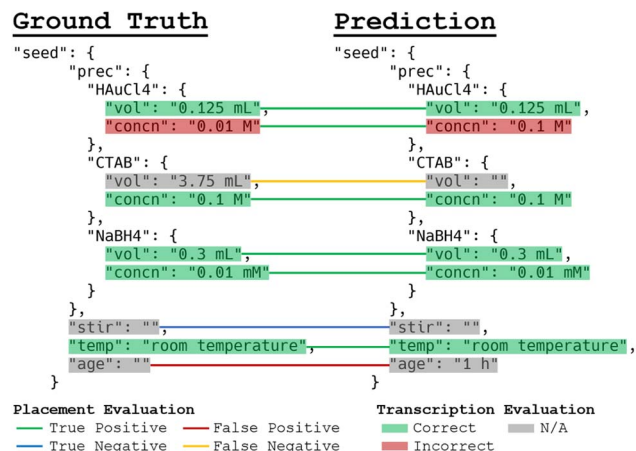 Ground Truth Prediction
"seed": { "seed": {
"prec": { "prec": {
"HAuCl4": { "HAuCl4": {
"vol": "0.125 mL", "vol": "0.125 mL",
"concn": "0.01 M" "concn": "0.1 M"
}, },
"CTAB": { "CTAB": {
"vol": "3.75 mL", "vol": "",
"concn": "0.1 M" "concn": "0.1 M"
}, },
"NaBH4": { "NaBH4": {
"vol": "0.3 mL", "vol": "0.3 mL",
"concn": "0.01 mM" "concn": "0.01 mM"
} }
}, },
"stir": "", "stir": "",
"temp": "room temperature", "temp": "room temperature",
"age": "" "age": "1 h"
} }
Placement Evaluation Transcription Evaluation
True Positive False Positive Correct N/A
True Negative False Negative Incorrect